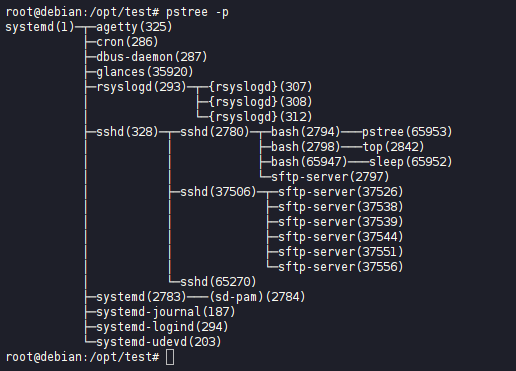 root@debian:/opt/test# pstree -p
systemd(1)─┬─agetty(325)
           ├─cron(286)
           ├─dbus-daemon(287)
           ├─glances(35920)
           ├─rsyslogd(293)─┬─{rsyslogd}(307)
           │               ├─{rsyslogd}(308)
           │               └─{rsyslogd}(312)
           ├─sshd(328)─┬─sshd(2780)─┬─bash(2794)───pstree(65953)
           │           │            ├─bash(2798)───top(2842)
           │           │            ├─bash(65947)───sleep(65952)
           │           │            └─sftp-server(2797)
           │           ├─sshd(37506)─┬─sftp-server(37526)
           │           │             ├─sftp-server(37538)
           │           │             ├─sftp-server(37539)
           │           │             ├─sftp-server(37544)
           │           │             ├─sftp-server(37551)
           │           │             └─sftp-server(37556)
           │           └─sshd(65270)
           ├─systemd(2783)───(sd-pam)(2784)
           ├─systemd-journal(187)
           ├─systemd-logind(294)
           └─systemd-udevd(203)
root@debian:/opt/test#